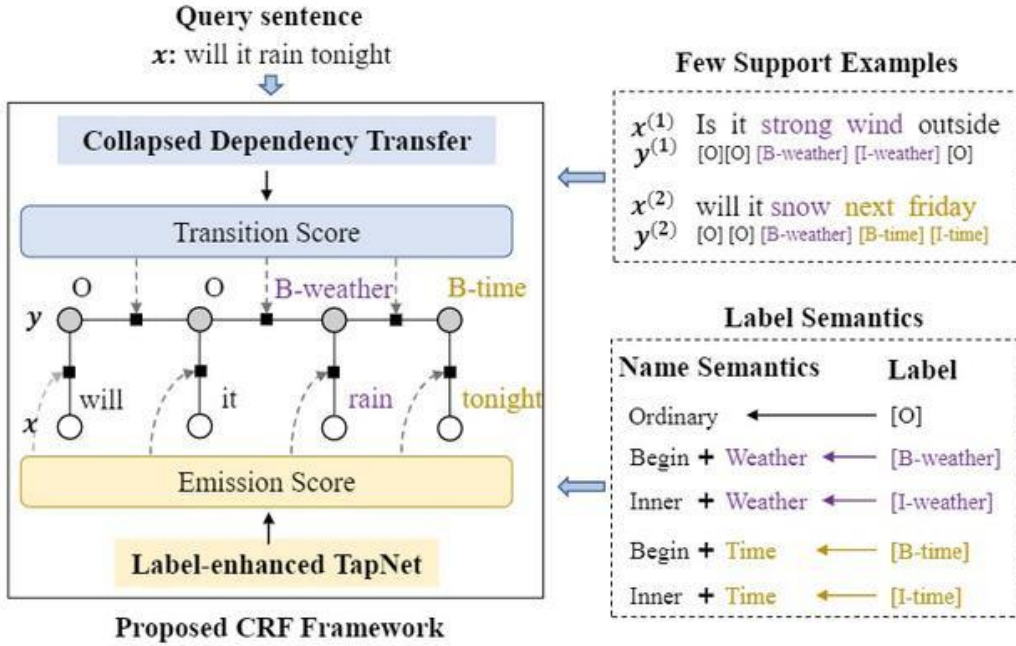 Query sentence
x: will it rain tonight
Collapsed Dependency Transfer
Transition Score
O O B-weather B-time
y
will it rain tonight
x
Emission Score
Label-enhanced TapNet
Proposed CRF Framework
Few Support Examples
x(1) Is it strong wind outside
y(1) [O][O] [B-weather] [I-weather] [O]
x(2) will it snow next friday
y(2) [O] [O] [B-weather] [B-time] [I-time]
Label Semantics
Name Semantics Label
Ordinary [O]
Begin + Weather [B-weather]
Inner + Weather [I-weather]
Begin + Time [B-time]
Inner + Time [I-time]